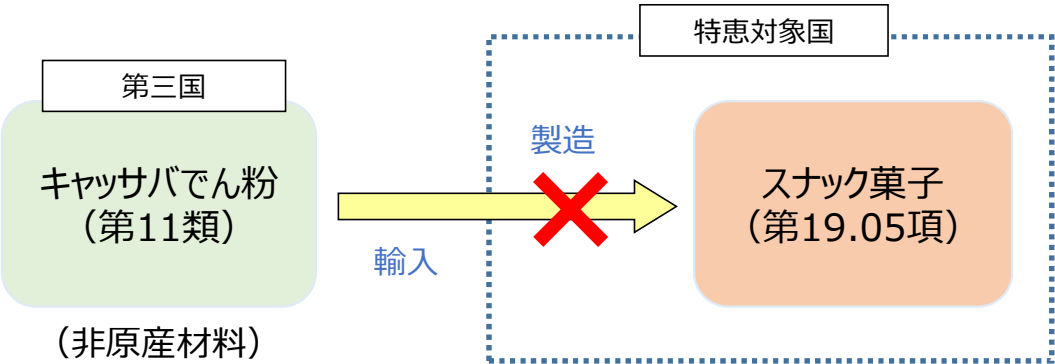 特恵対象国
第三国
製造
キャッサバでん粉
（第11類）
スナック菓子
（第19.05項）
輸入
（非原産材料）